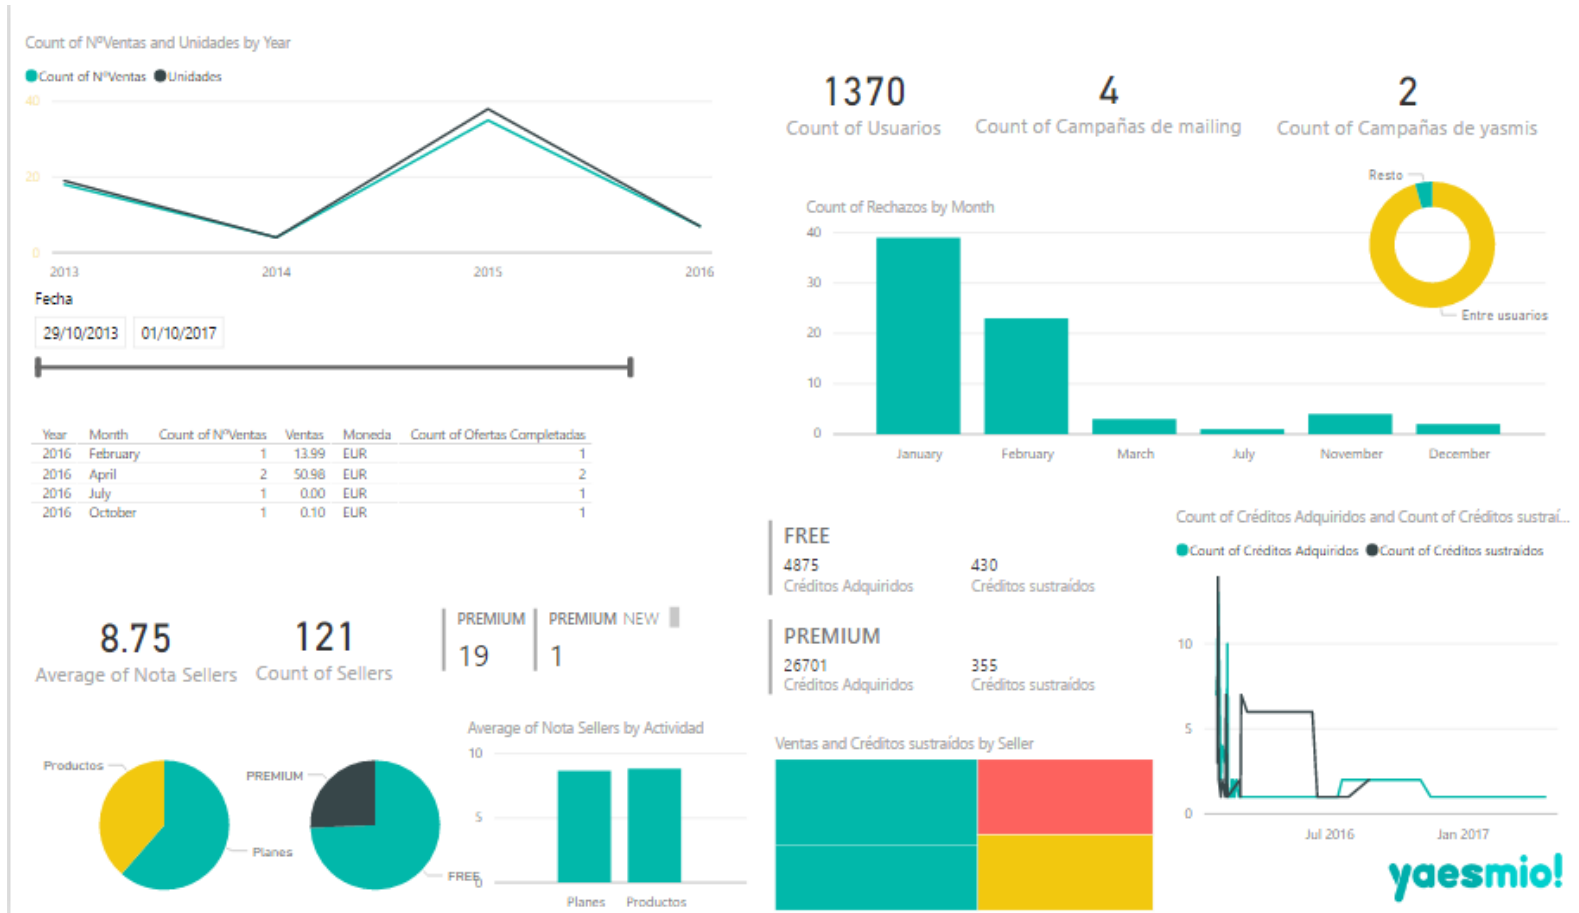 Count of NºVentas and Unidades by Year
Count of NºVentas Unidades
40
20
0
2013 2014 2015 2016
Fecha
29/10/2013 01/10/2017
Year Month Count of NºVentas Ventas Moneda Count of Ofertas Completadas
2016 February 1 13.99 EUR 1
2016 April 2 50.98 EUR 2
2016 July 1 0.00 EUR 1
2016 October 1 0.10 EUR 1
1370
Count of Usuarios
4
Count of Campañas de mailing
2
Count of Campañas de yasmis
Resto
Entre usuarios
Count of Rechazos by Month
40
30
20
10
0
January February March July November December
8.75
Average of Nota Sellers
121
Count of Sellers
PREMIUM
19
PREMIUM NEW
1
FREE
4875 430
Créditos Adquiridos Créditos sustraídos
PREMIUM
26701 355
Créditos Adquiridos Créditos sustraídos
Count of Créditos Adquiridos and Count of Créditos sustraí...
Count of Créditos Adquiridos Count of Créditos sustraídos
10
5
0
Jul 2016 Jan 2017
Productos
Planes
PREMIUM
FREE
Average of Nota Sellers by Actividad
10
5
0
Planes Productos
Ventas and Créditos sustraídos by Seller
yaesmio!